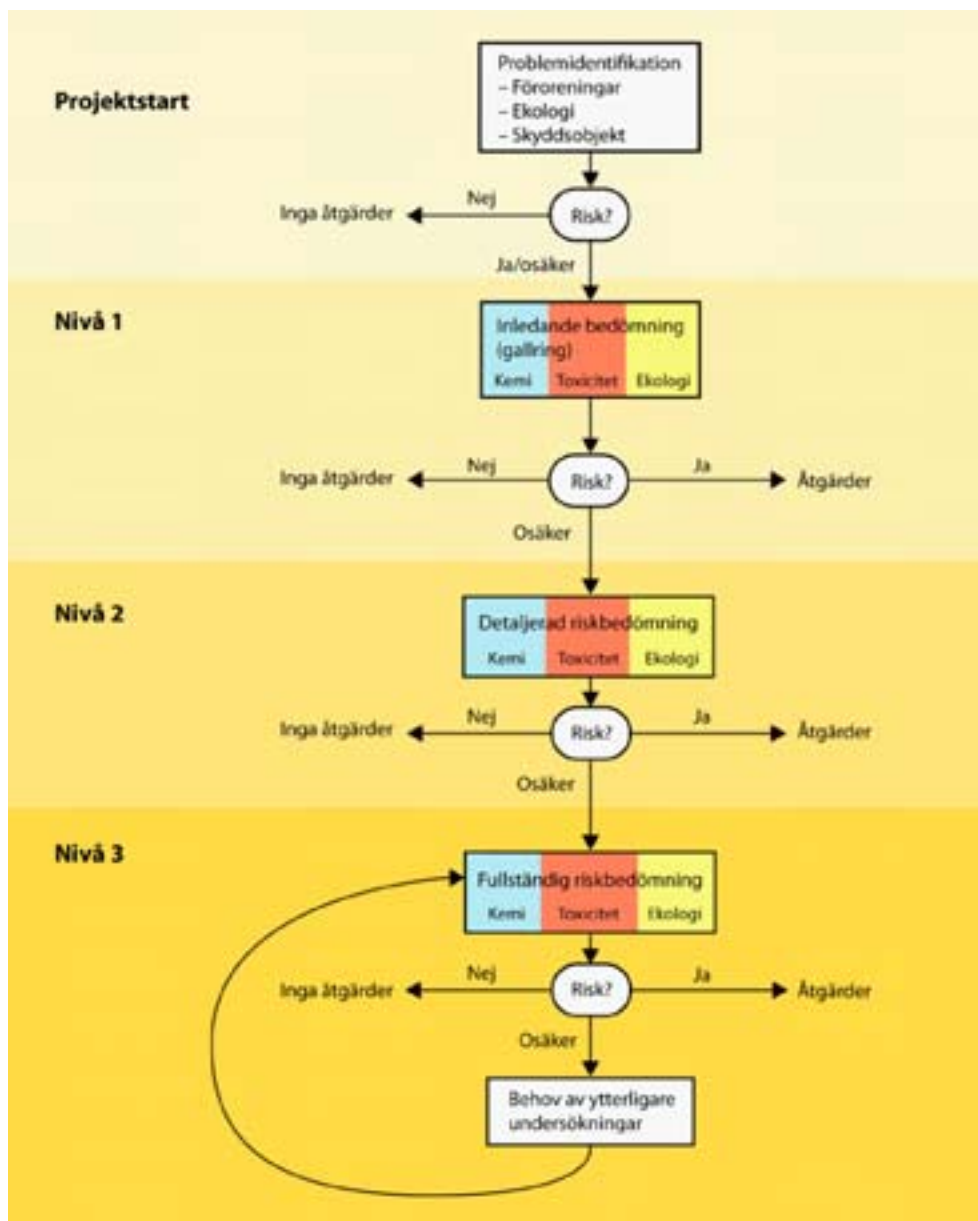 Projektstart
Problemidentifikation
– Föroreningar
– Ekologi
– Skyddsobjekt
Risk?
Nej
Inga åtgärder
Ja/osäker
Nivå 1
Inledande bedömning
(gallring)
Kemi Toxicitet Ekologi
Risk?
Nej
Inga åtgärder
Ja
Åtgärder
Osäker
Nivå 2
Detaljerad riskbedömning
Kemi Toxicitet Ekologi
Risk?
Nej
Inga åtgärder
Ja
Åtgärder
Osäker
Nivå 3
Fullständig riskbedömning
Kemi Toxicitet Ekologi
Risk?
Nej
Inga åtgärder
Ja
Åtgärder
Osäker
Behov av ytterligare
undersökningar